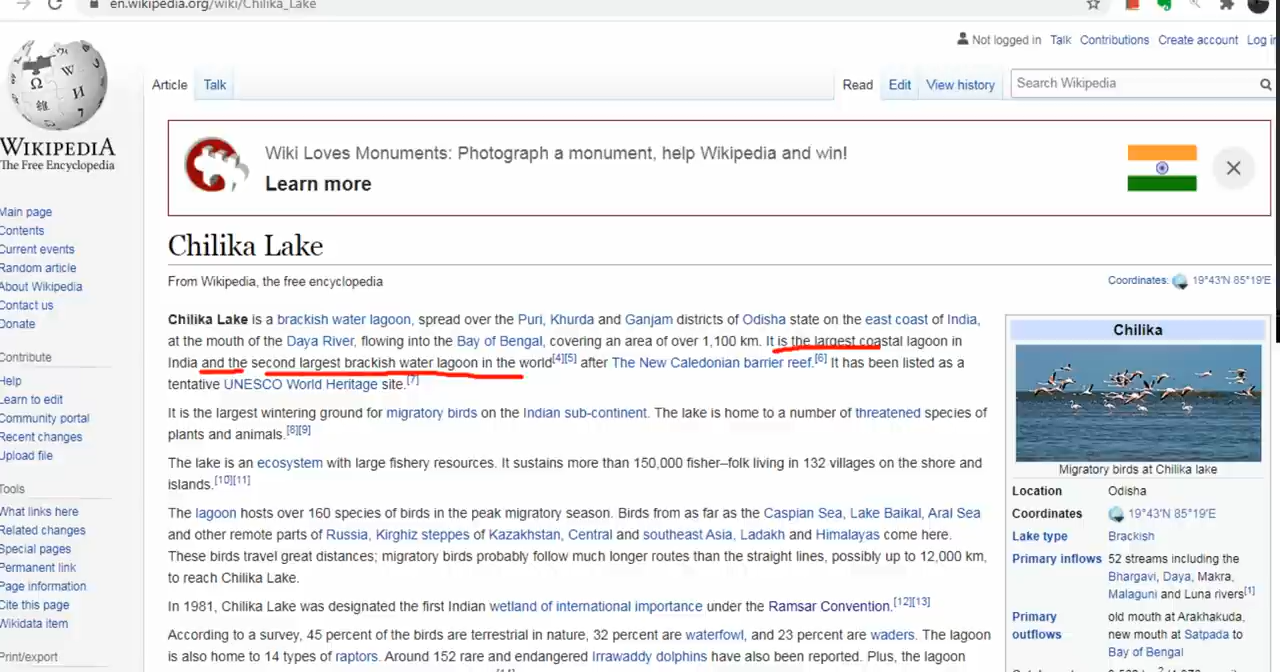 en.wikipedia.org/wiki/Chilika_Lake
Not logged in Talk Contributions Create account Log in
Article Talk Read Edit View history Search Wikipedia
WIKIPEDIA
The Free Encyclopedia
Wiki Loves Monuments: Photograph a monument, help Wikipedia and win!
Learn more
Main page
Contents
Current events
Random article
About Wikipedia
Contact us
Donate
Contribute
Help
Learn to edit
Community portal
Recent changes
Upload file
Tools
What links here
Related changes
Special pages
Permanent link
Page information
Cite this page
Wikidata item
Print/export
Chilika Lake
From Wikipedia, the free encyclopedia
Coordinates: 19°43′N 85°19′E
Chilika Lake is a brackish water lagoon, spread over the Puri, Khurda and Ganjam districts of Odisha state on the east coast of India,
at the mouth of the Daya River, flowing into the Bay of Bengal, covering an area of over 1,100 km. It is the largest coastal lagoon in
India and the second largest brackish water lagoon in the world[4][5] after The New Caledonian barrier reef.[6] It has been listed as a
tentative UNESCO World Heritage site.[7]
It is the largest wintering ground for migratory birds on the Indian sub-continent. The lake is home to a number of threatened species of
plants and animals.[8][9]
The lake is an ecosystem with large fishery resources. It sustains more than 150,000 fisher–folk living in 132 villages on the shore and
islands.[10][11]
The lagoon hosts over 160 species of birds in the peak migratory season. Birds from as far as the Caspian Sea, Lake Baikal, Aral Sea
and other remote parts of Russia, Kirghiz steppes of Kazakhstan, Central and southeast Asia, Ladakh and Himalayas come here.
These birds travel great distances; migratory birds probably follow much longer routes than the straight lines, possibly up to 12,000 km,
to reach Chilika Lake.
In 1981, Chilika Lake was designated the first Indian wetland of international importance under the Ramsar Convention.[12][13]
According to a survey, 45 percent of the birds are terrestrial in nature, 32 percent are waterfowl, and 23 percent are waders. The lagoon
is also home to 14 types of raptors. Around 152 rare and endangered Irrawaddy dolphins have also been reported. Plus, the lagoon
Chilika
Migratory birds at Chilika lake
Location Odisha
Coordinates 19°43′N 85°19′E
Lake type Brackish
Primary inflows 52 streams including the
Bhargavi, Daya, Makra,
Malaguni and Luna rivers[1]
Primary outflows old mouth at Arakhakuda,
new mouth at Satpada to
Bay of Bengal